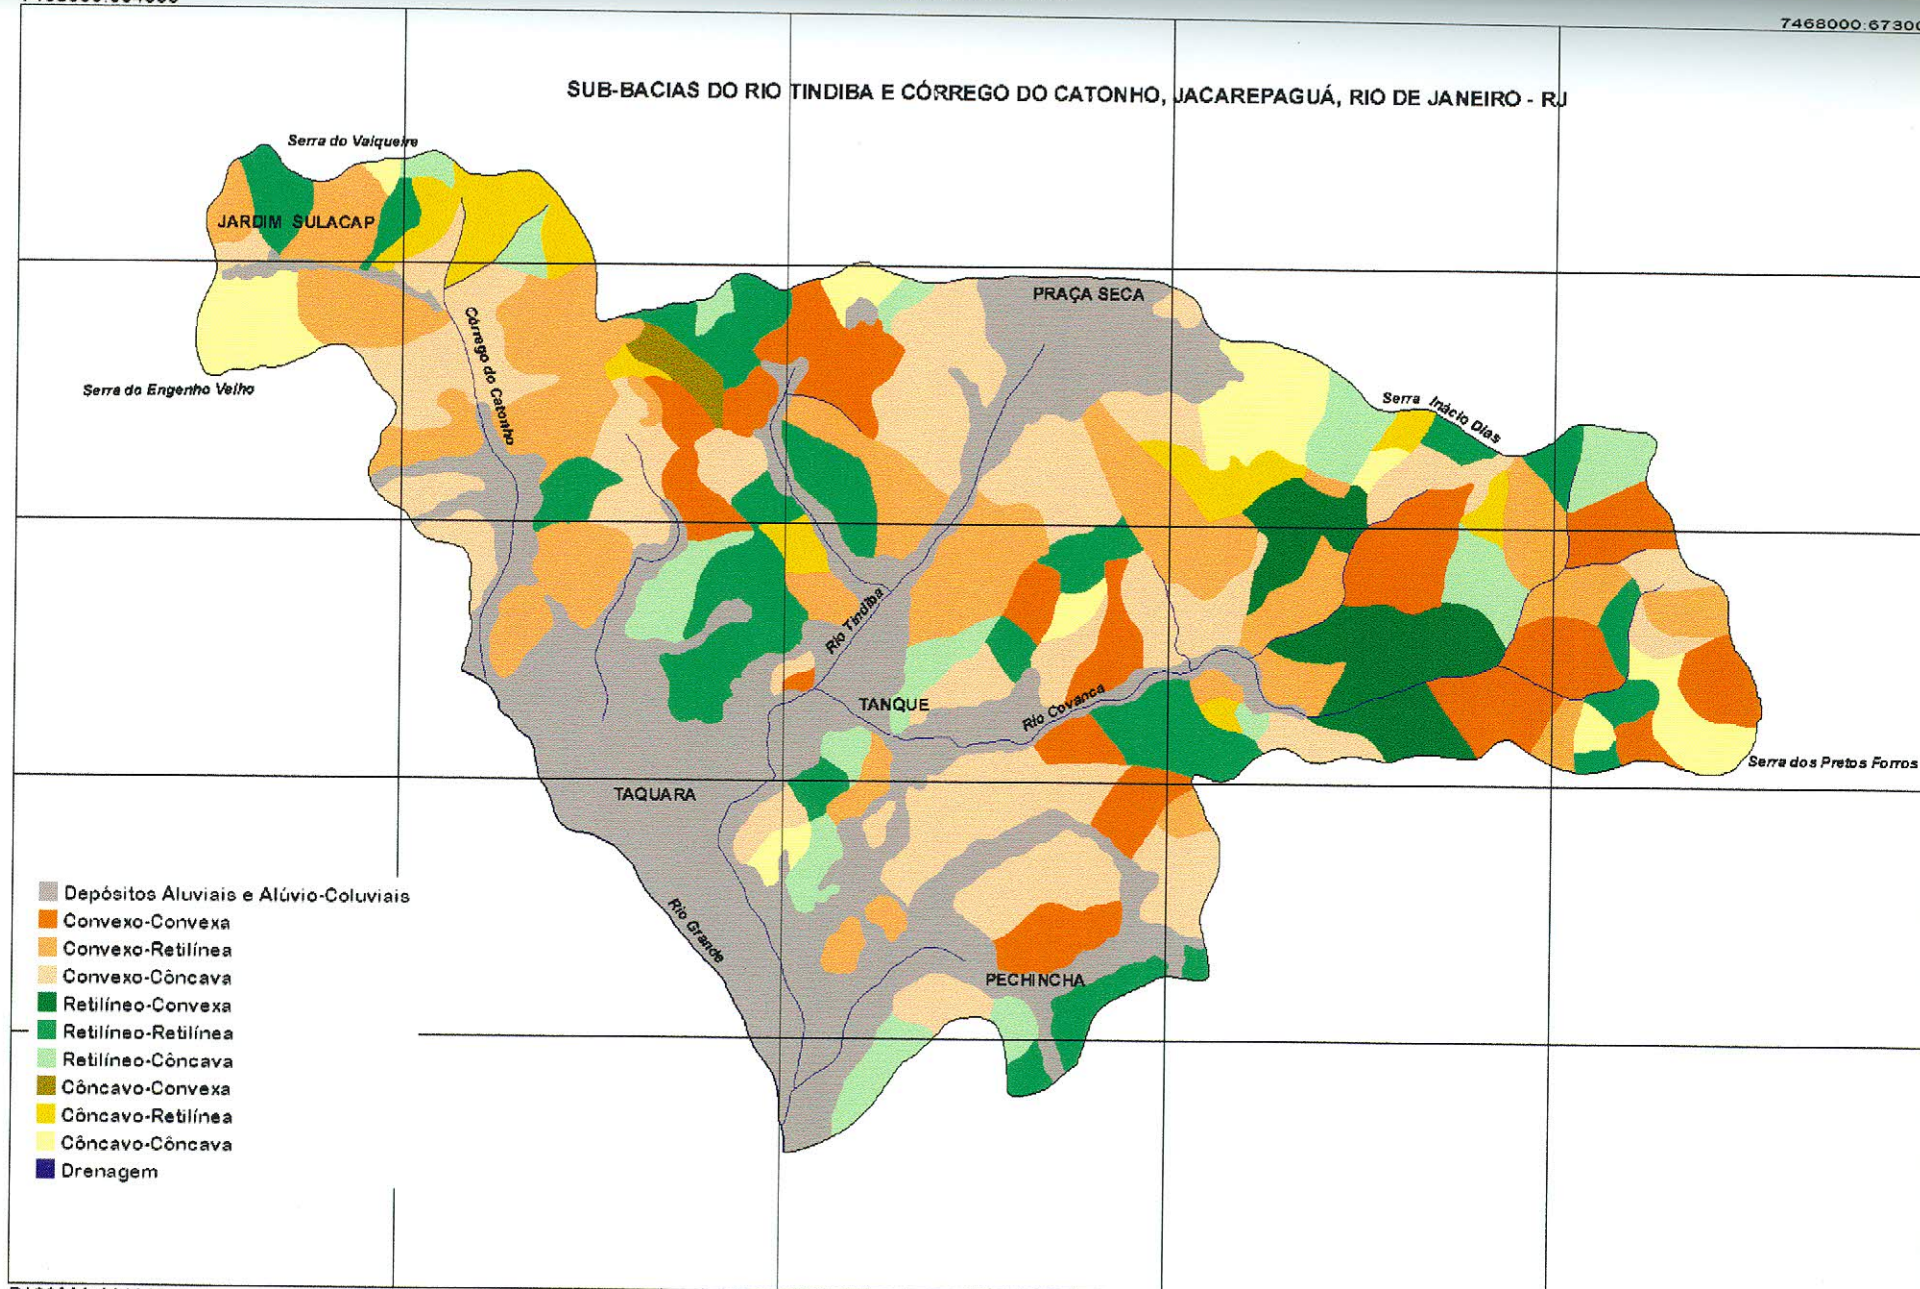 7468000:67300
SUB-BACIAS DO RIO TINDIBA E CÓRREGO DO CATONHO, JACAREPAGUÁ, RIO DE JANEIRO - RJ
Serra do Valqueire
JARDIM SULACAP
PRAÇA SECA
Córrego do Catonho
Serra do Engenho Velho
Serra Inácio Dias
Rio Tindiba
TANQUE
Rio Covanca
Serra dos Pretos Forros
TAQUARA
Rio Grande
PECHINCHA
Depósitos Aluviais e Alúvio-Coluviais
Convexo-Convexa
Convexo-Retilínea
Convexo-Côncava
Retilíneo-Convexa
Retilíneo-Retilínea
Retilíneo-Côncava
Côncavo-Convexa
Côncavo-Retilínea
Côncavo-Côncava
Drenagem